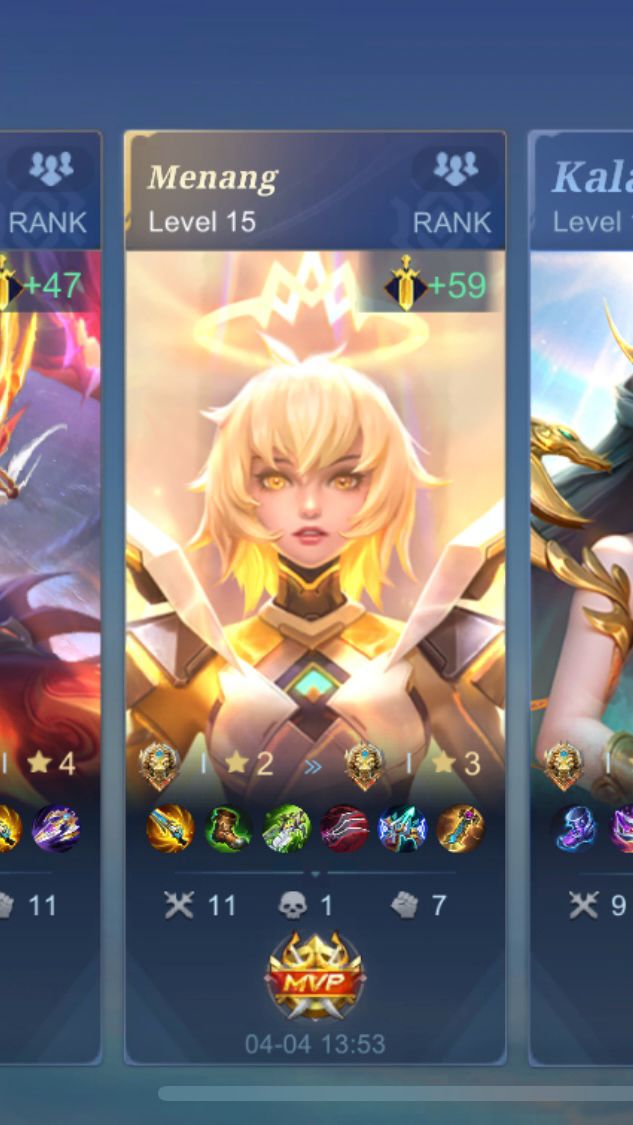 Menang
Level 15
RANK
+59
I 2 » I 3
11 1 7
MVP
04-04 13:53
RANK
+47
I 4
11
Kala
Level
I
9